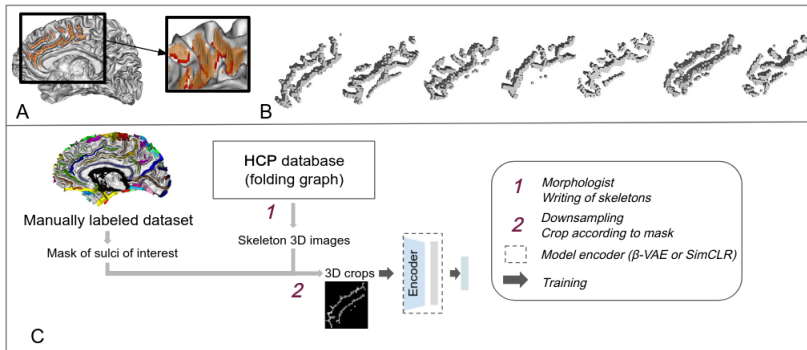 A
B
HCP database
(folding graph)
1
Manually labeled dataset
Mask of sulci of interest
Skeleton 3D images
2
3D crops
Encoder
1
Morphologist
Writing of skeletons
2
Downsampling
Crop according to mask
Model encoder (β-VAE or SimCLR)
Training
C